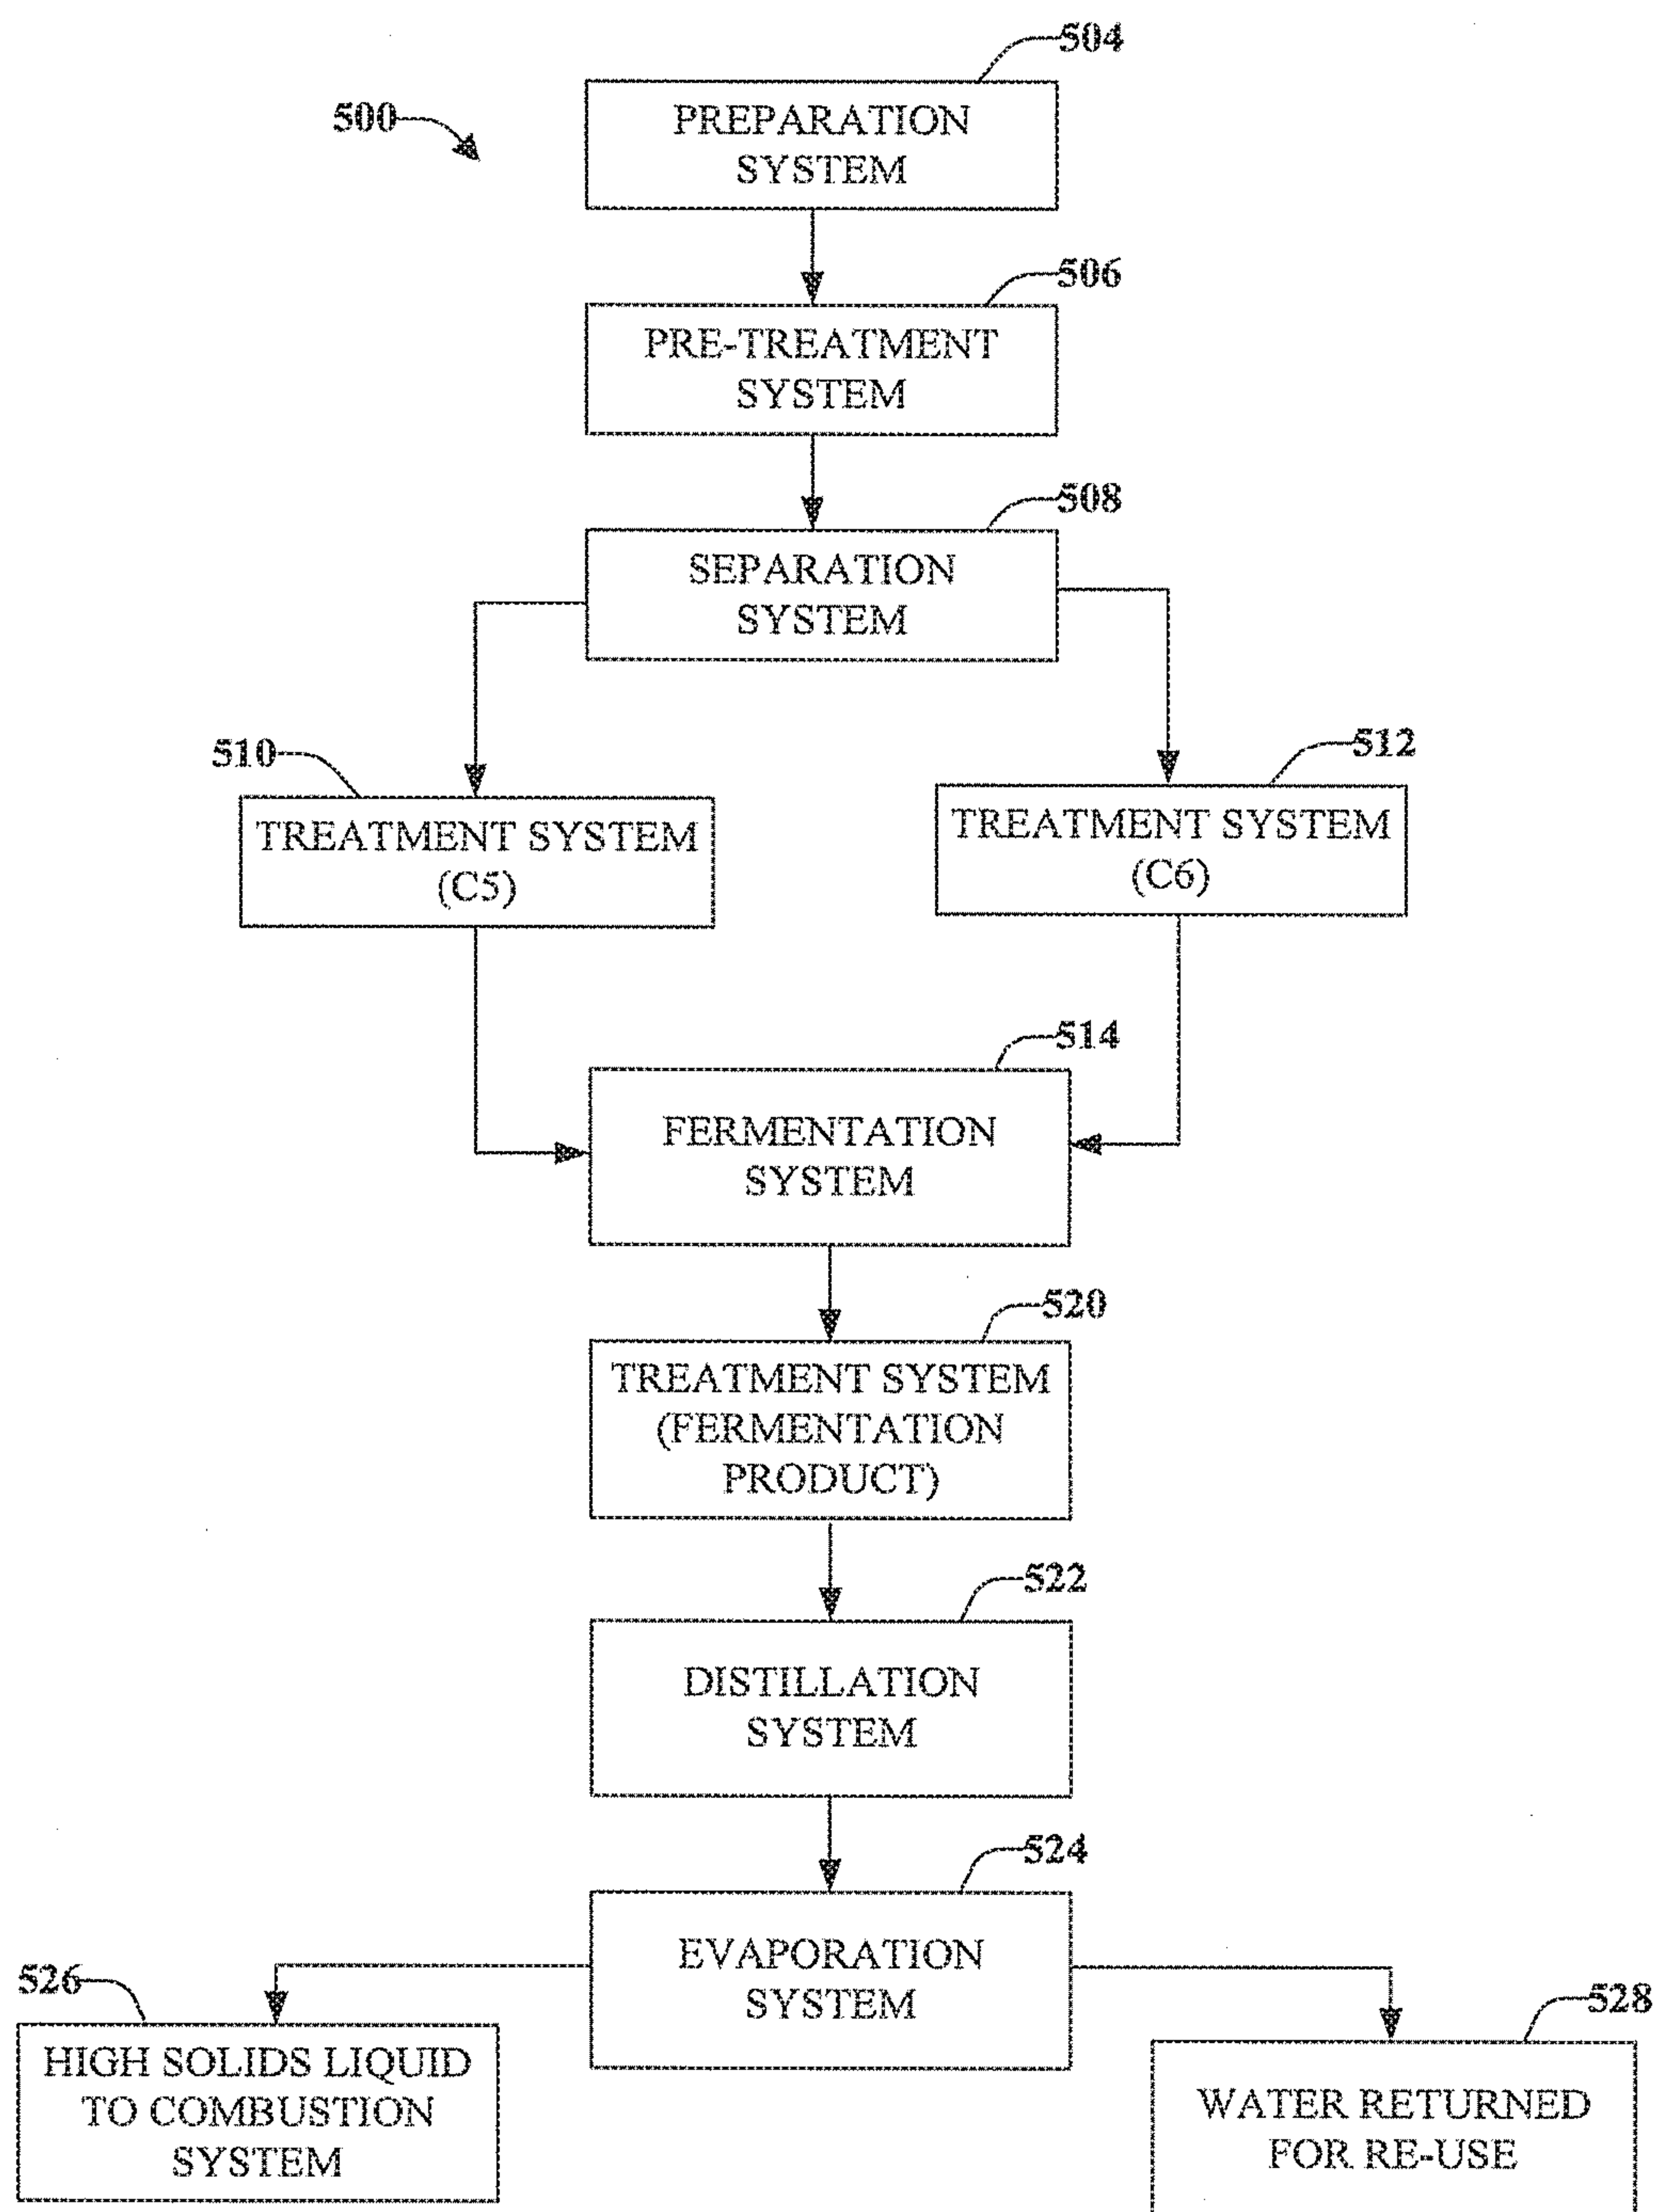 504
500
PREPARATION
SYSTEM
506
PRE-TREATMENT
SYSTEM
508
SEPARATION
SYSTEM
510
512
TREATMENT SYSTEM
(C5)
TREATMENT SYSTEM
(C6)
514
FERMENTATION
SYSTEM
520
TREATMENT SYSTEM
(FERMENTATION
PRODUCT)
522
DISTILLATION
SYSTEM
524
EVAPORATION
SYSTEM
526
HIGH SOLIDS LIQUID
TO COMBUSTION
SYSTEM
528
WATER RETURNED
FOR RE-USE